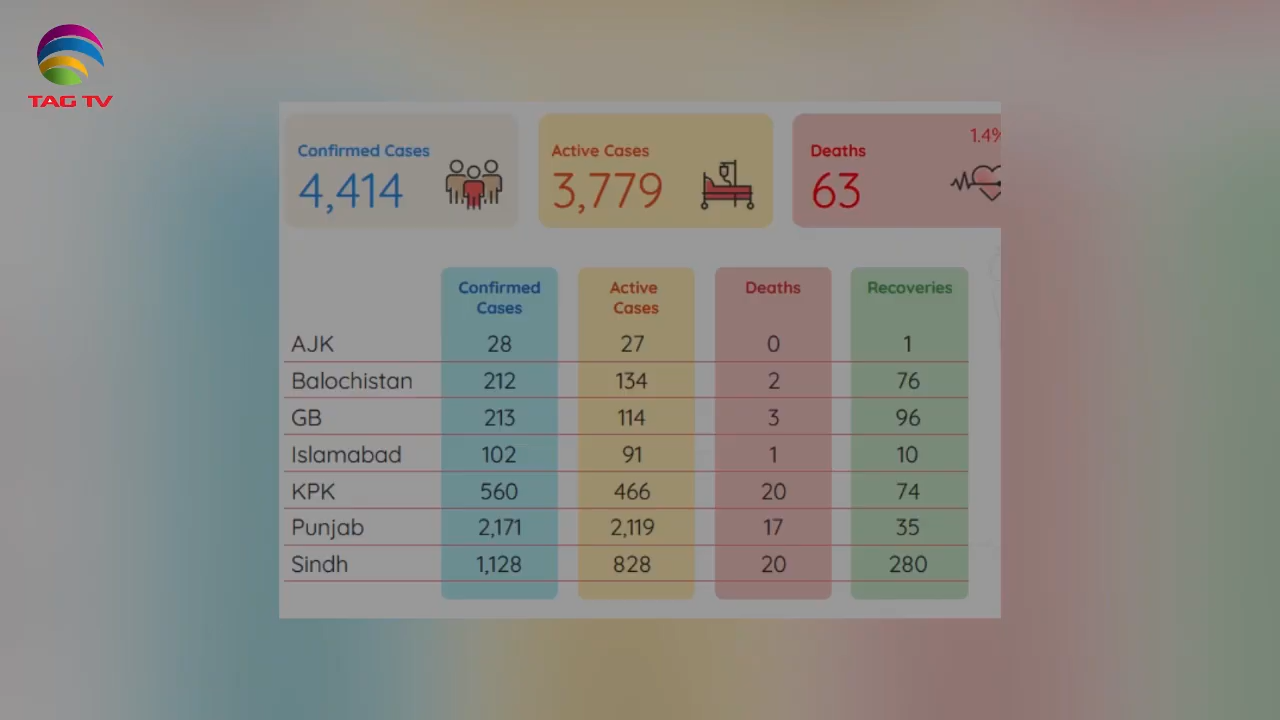 TAG TV
Confirmed Cases
4,414
Active Cases
3,779
1.4%
Deaths
63
Confirmed Cases Active Cases Deaths Recoveries
AJK 28 27 0 1
Balochistan 212 134 2 76
GB 213 114 3 96
Islamabad 102 91 1 10
KPK 560 466 20 74
Punjab 2,171 2,119 17 35
Sindh 1,128 828 20 280